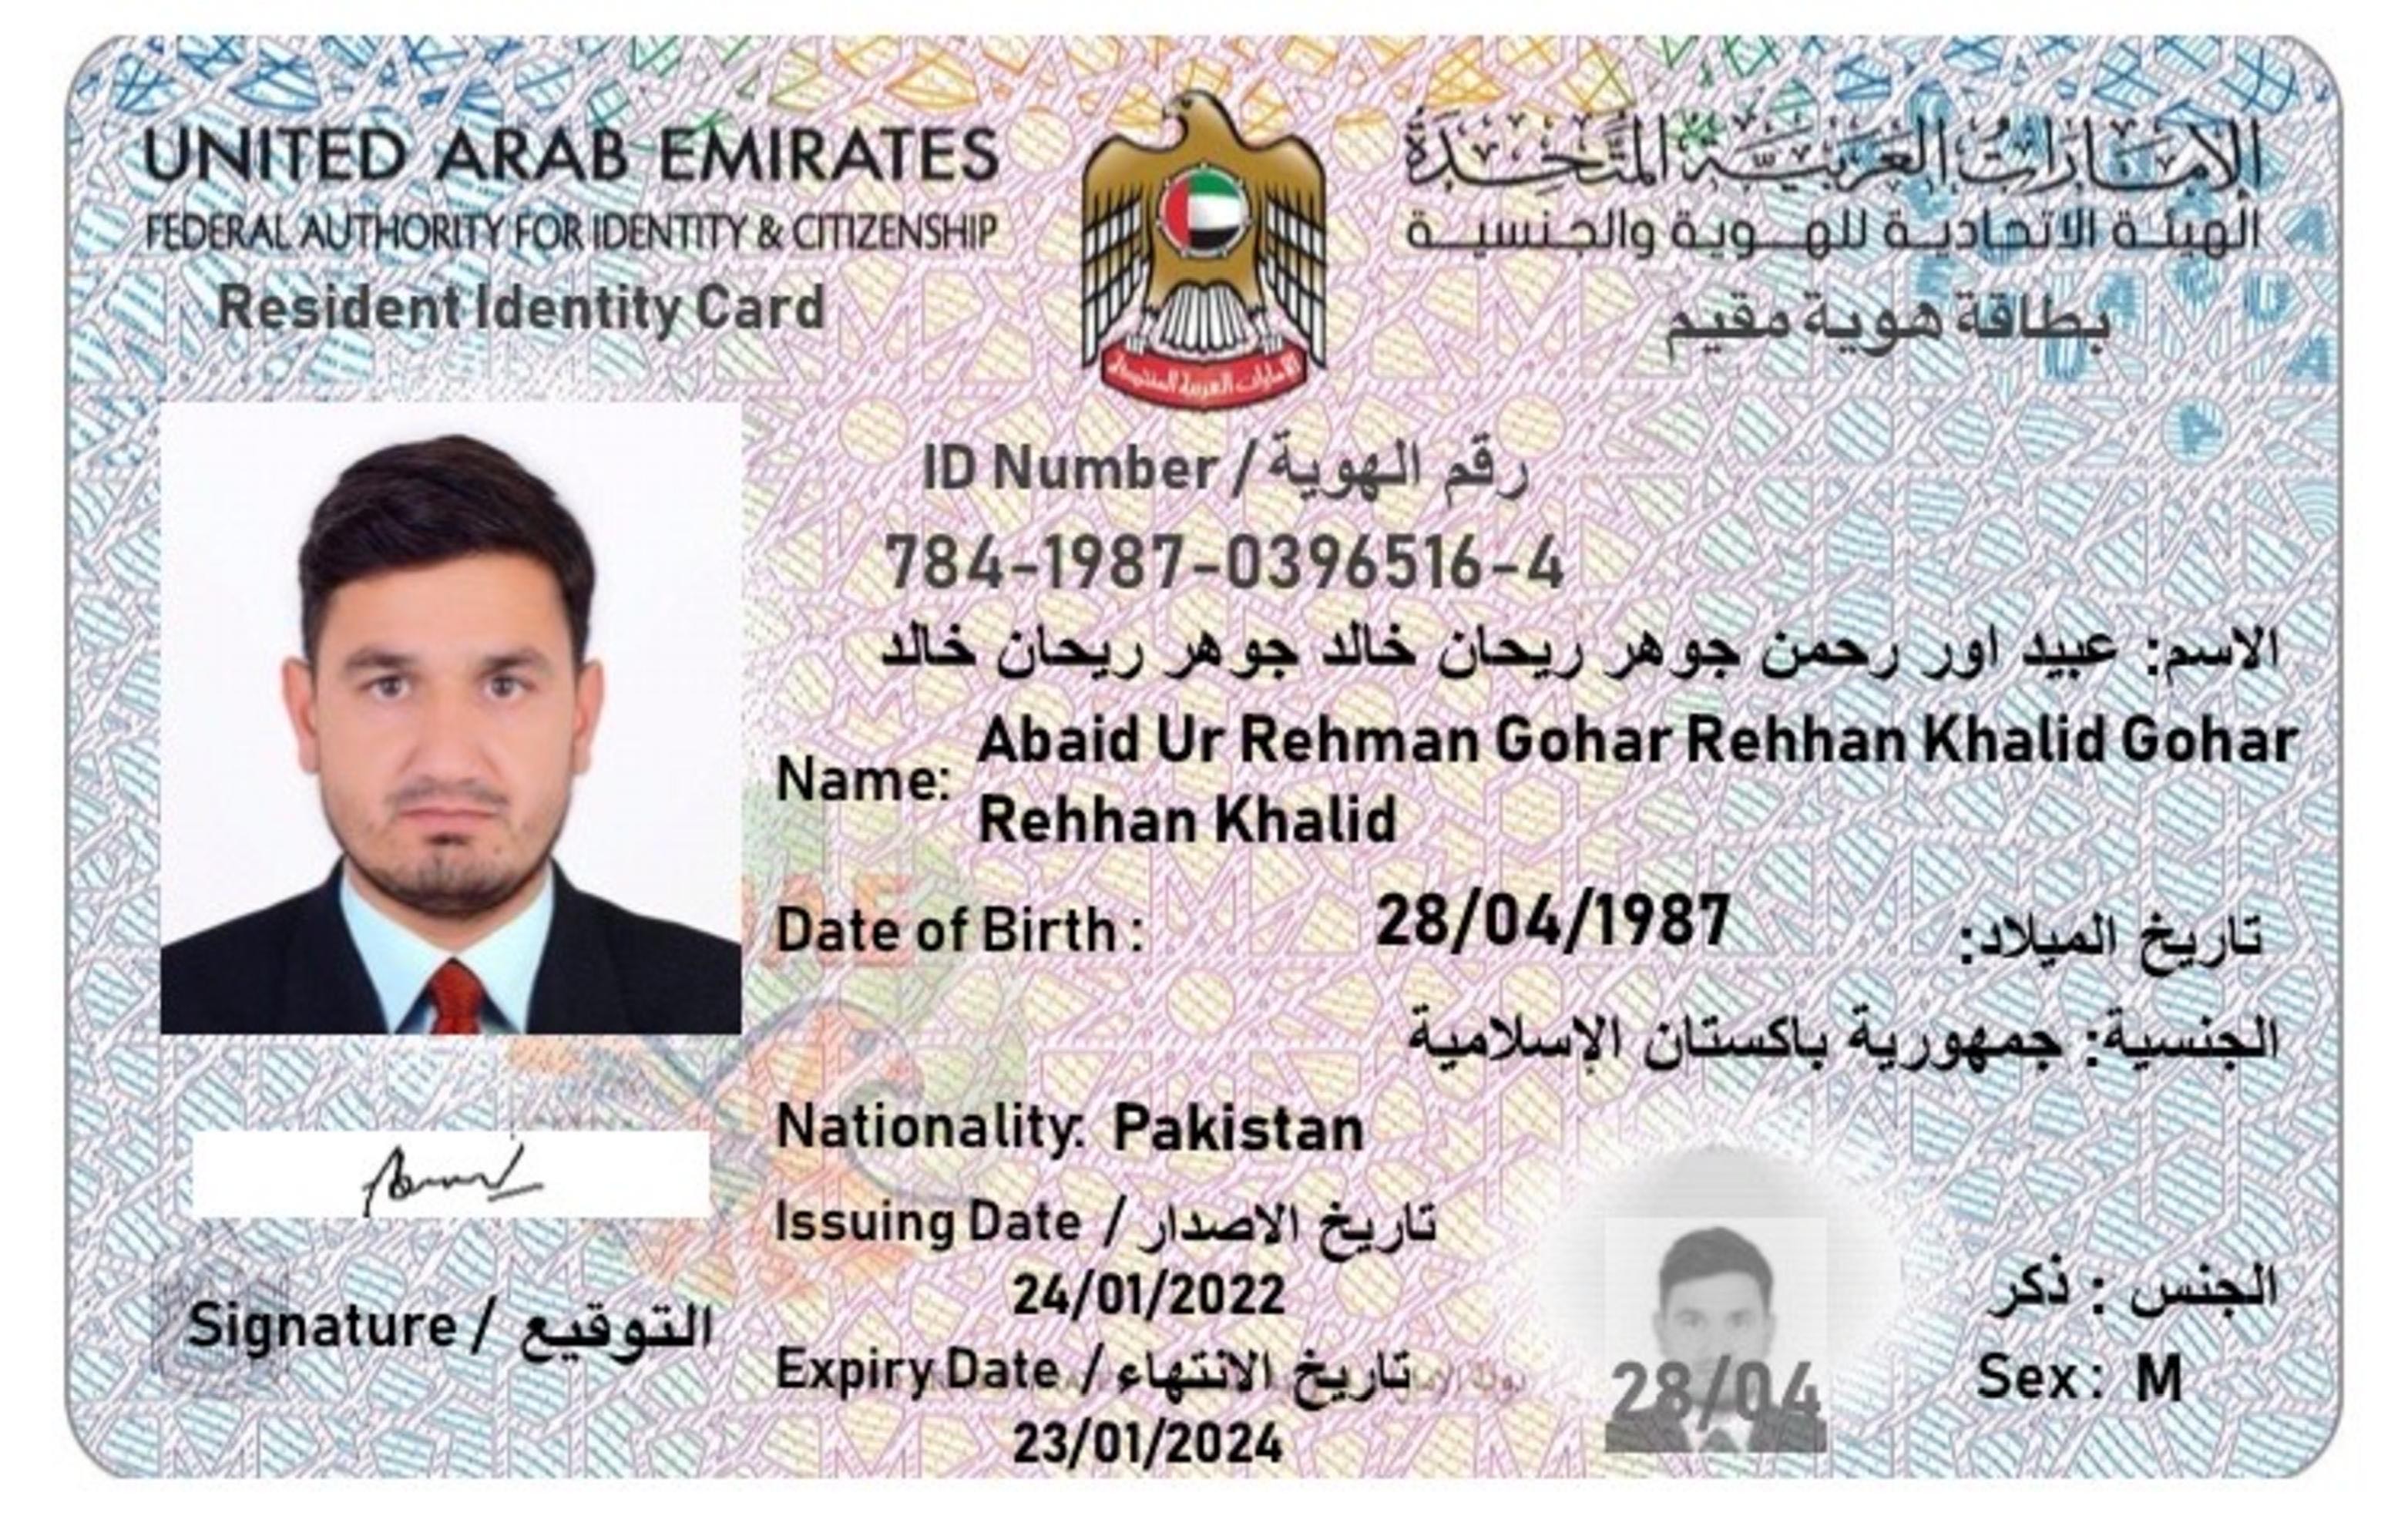 UNITED ARAB EMIRATES
الإمارات العربية المتحدة
FEDERAL AUTHORITY FOR IDENTITY & CITIZENSHIP
الهيئة الاتحادية للهوية والجنسية
Resident Identity Card
بطاقة هوية مقيم
الامارات العربية المتحدة
ID Number / رقم الهوية
784-1987-0396516-4
الاسم: عبيد اور رحمن جوهر ريحان خالد جوهر ريحان خالد
Name: Abaid Ur Rehman Gohar Rehhan Khalid Gohar
Rehhan Khalid
Date of Birth : 28/04/1987 تاريخ الميلاد:
الجنسية: جمهورية باكستان الإسلامية
Nationality: Pakistan
Issuing Date / تاريخ الاصدار
24/01/2022
Expiry Date / تاريخ الانتهاء
23/01/2024
Signature / التوقيع
28/04
الجنس : ذكر
Sex: M